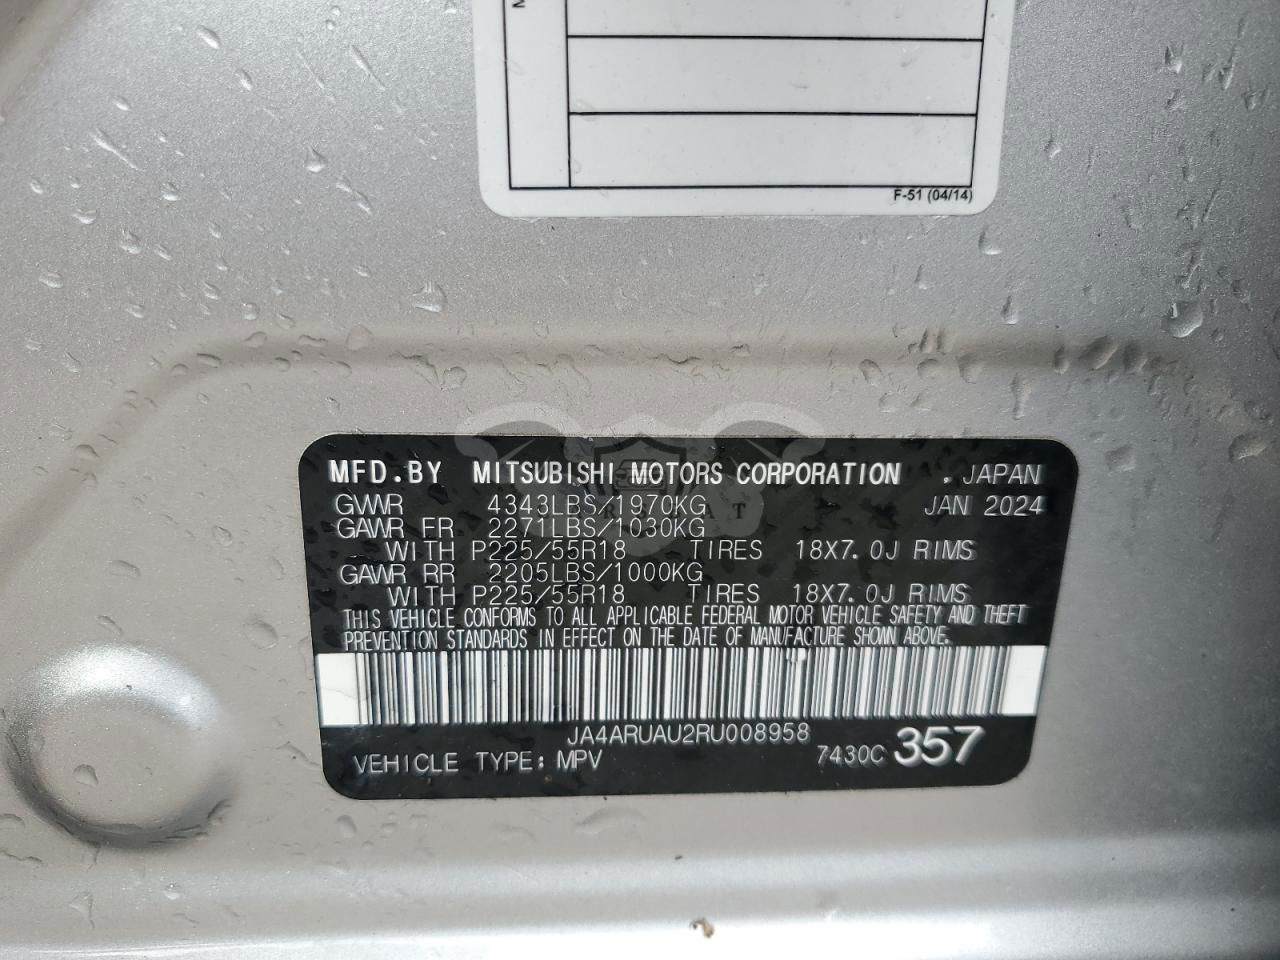 F-51 (04/14)
MFD. BY MITSUBISHI MOTORS CORPORATION . JAPAN
GVWR 4343LBS/1970KG JAN 2024
GAWR FR 2271LBS/1030KG
WITH P225/55R18 TIRES 18X7.0J RIMS
GAWR RR 2205LBS/1000KG
WITH P225/55R18 TIRES 18X7.0J RIMS
THIS VEHICLE CONFORMS TO ALL APPLICABLE FEDERAL MOTOR VEHICLE SAFETY AND THEFT
PREVENTION STANDARDS IN EFFECT ON THE DATE OF MANUFACTURE SHOWN ABOVE.
JA4ARUAU2RU008958
VEHICLE TYPE: MPV 7430C 357